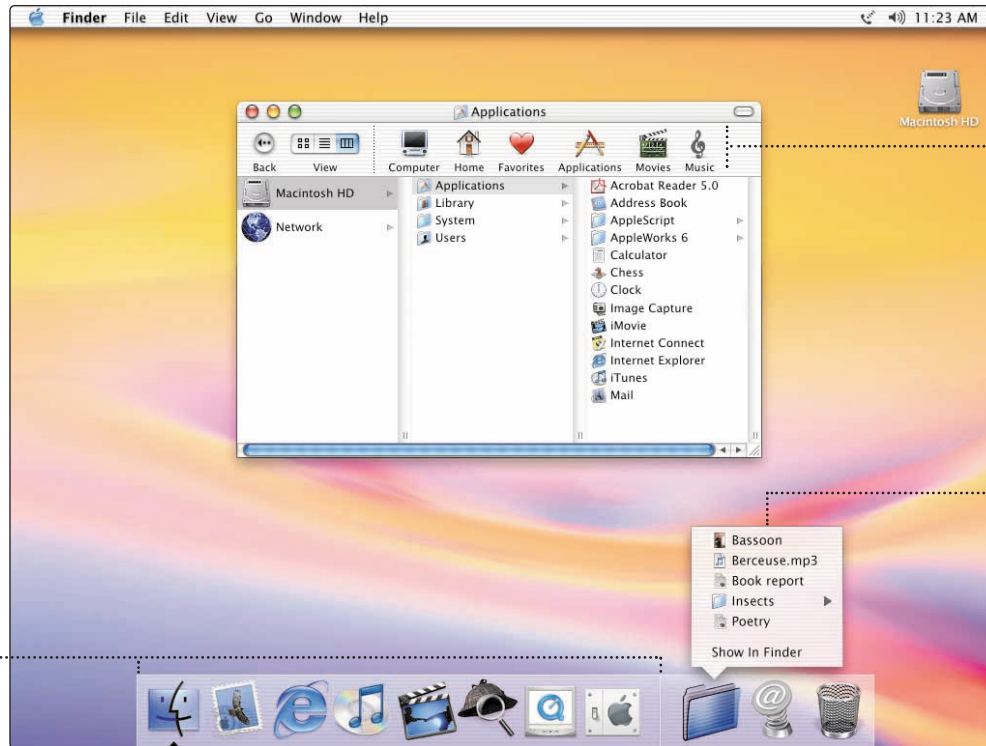 Finder File Edit View Go Window Help 11:23 AM
Macintosh HD
Applications
Back View Computer Home Favorites Applications Movies Music
Macintosh HD
Network
Applications
Library
System
Users
Acrobat Reader 5.0
Address Book
AppleScript
AppleWorks 6
Calculator
Chess
Clock
Image Capture
iMovie
Internet Connect
Internet Explorer
iTunes
Mail
Bassoon
Berceuse.mp3
Book report
Insects
Poetry
Show In Finder